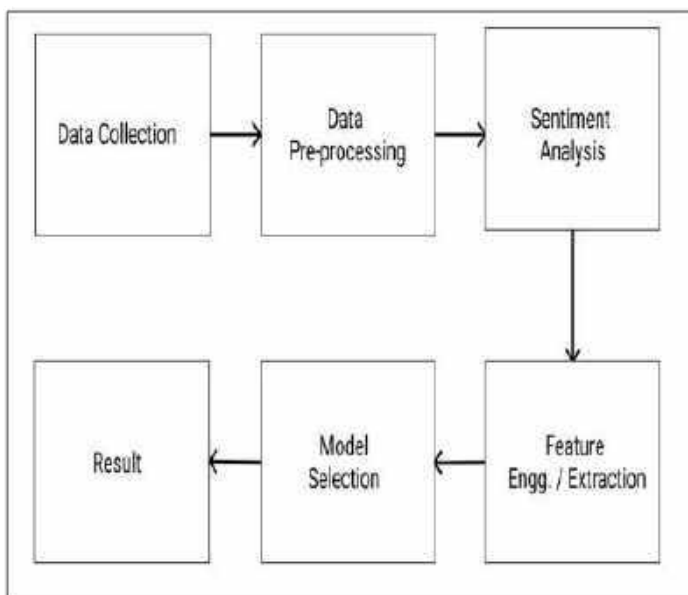 Data Collection
Data
Pre-processing
Sentiment
Analysis
Result
Model
Selection
Feature
Engg. / Extraction